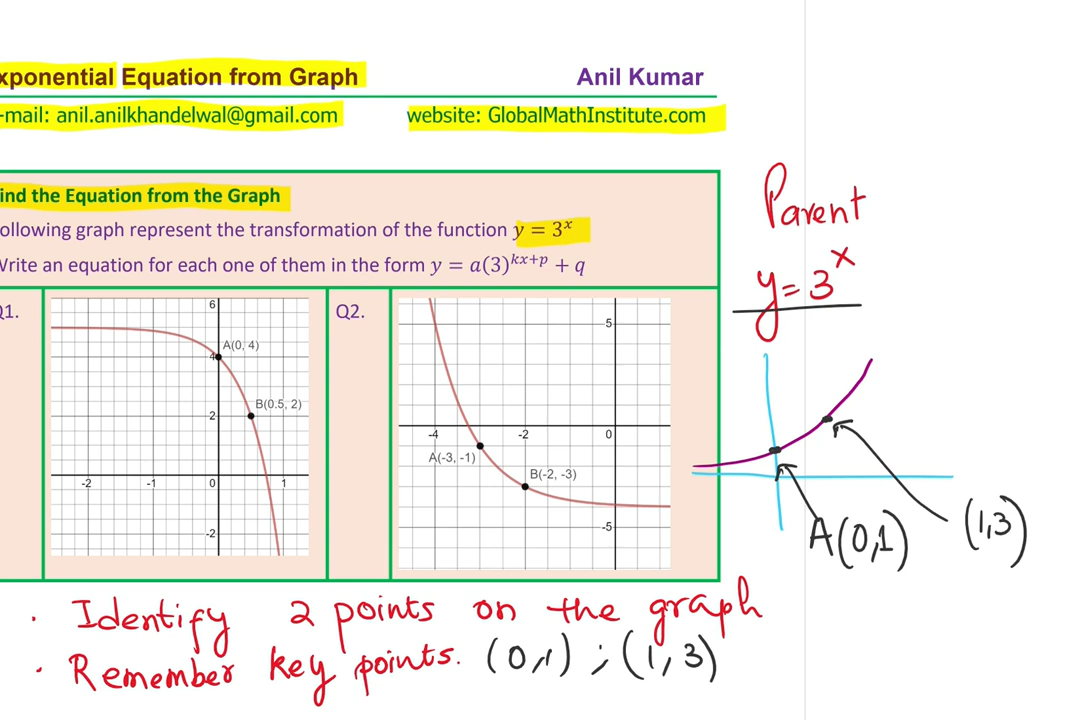 xponential Equation from Graph
Anil Kumar
-mail: anil.anilkhandelwal@gmail.com
website: GlobalMathInstitute.com
ind the Equation from the Graph
ollowing graph represent the transformation of the function y = 3ˣ
Write an equation for each one of them in the form y = a(3)ᵏˣ⁺ᵖ + q
Q1.
6
A(0, 4)
4
B(0.5, 2)
2
-2 -1 0 1
-2
Q2.
5
-4 -2 0
A(-3, -1)
B(-2, -3)
-5
Parent
y = 3ˣ
A(0,1)
(1,3)
· Identify 2 points on the graph
· Remember key points. (0,1) ; (1,3)